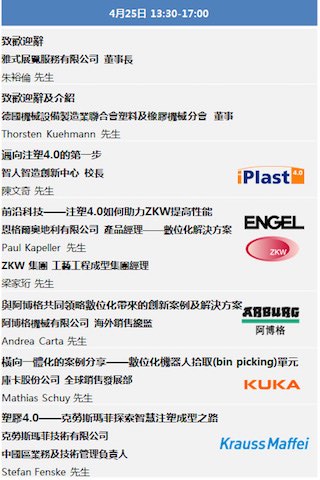 4月25日 13:30-17:00
致歡迎辭
雅式展覽服務有限公司 董事長
朱裕倫 先生
致歡迎辭及介紹
德國機械設備製造業聯合會塑料及橡膠機械分會 董事
Thorsten Kuehmann 先生
邁向注塑4.0的第一步
智人智造創新中心 校長
陳文奇 先生
iPlast 4.0
前沿科技——注塑4.0如何助力ZKW提高性能
恩格爾奧地利有限公司 產品經理——數位化解決方案
Paul Kapeller 先生
ZKW 集團 工藝工程成型集團經理
梁家珩 先生
ENGEL
ZKW
與阿博格共同領略數位化帶來的創新案例及解決方案
阿博格機械有限公司 海外銷售總監
Andrea Carta 先生
ARBURG
阿博格
橫向一體化的案例分享——數位化機器人拾取(bin picking)單元
庫卡股份公司 全球銷售發展部
Mathias Schuy 先生
KUKA
塑膠4.0——克勞斯瑪菲探索智慧注塑成型之路
克勞斯瑪菲技術有限公司
中國區業務及技術管理負責人
Stefan Fenske 先生
Krauss Maffei